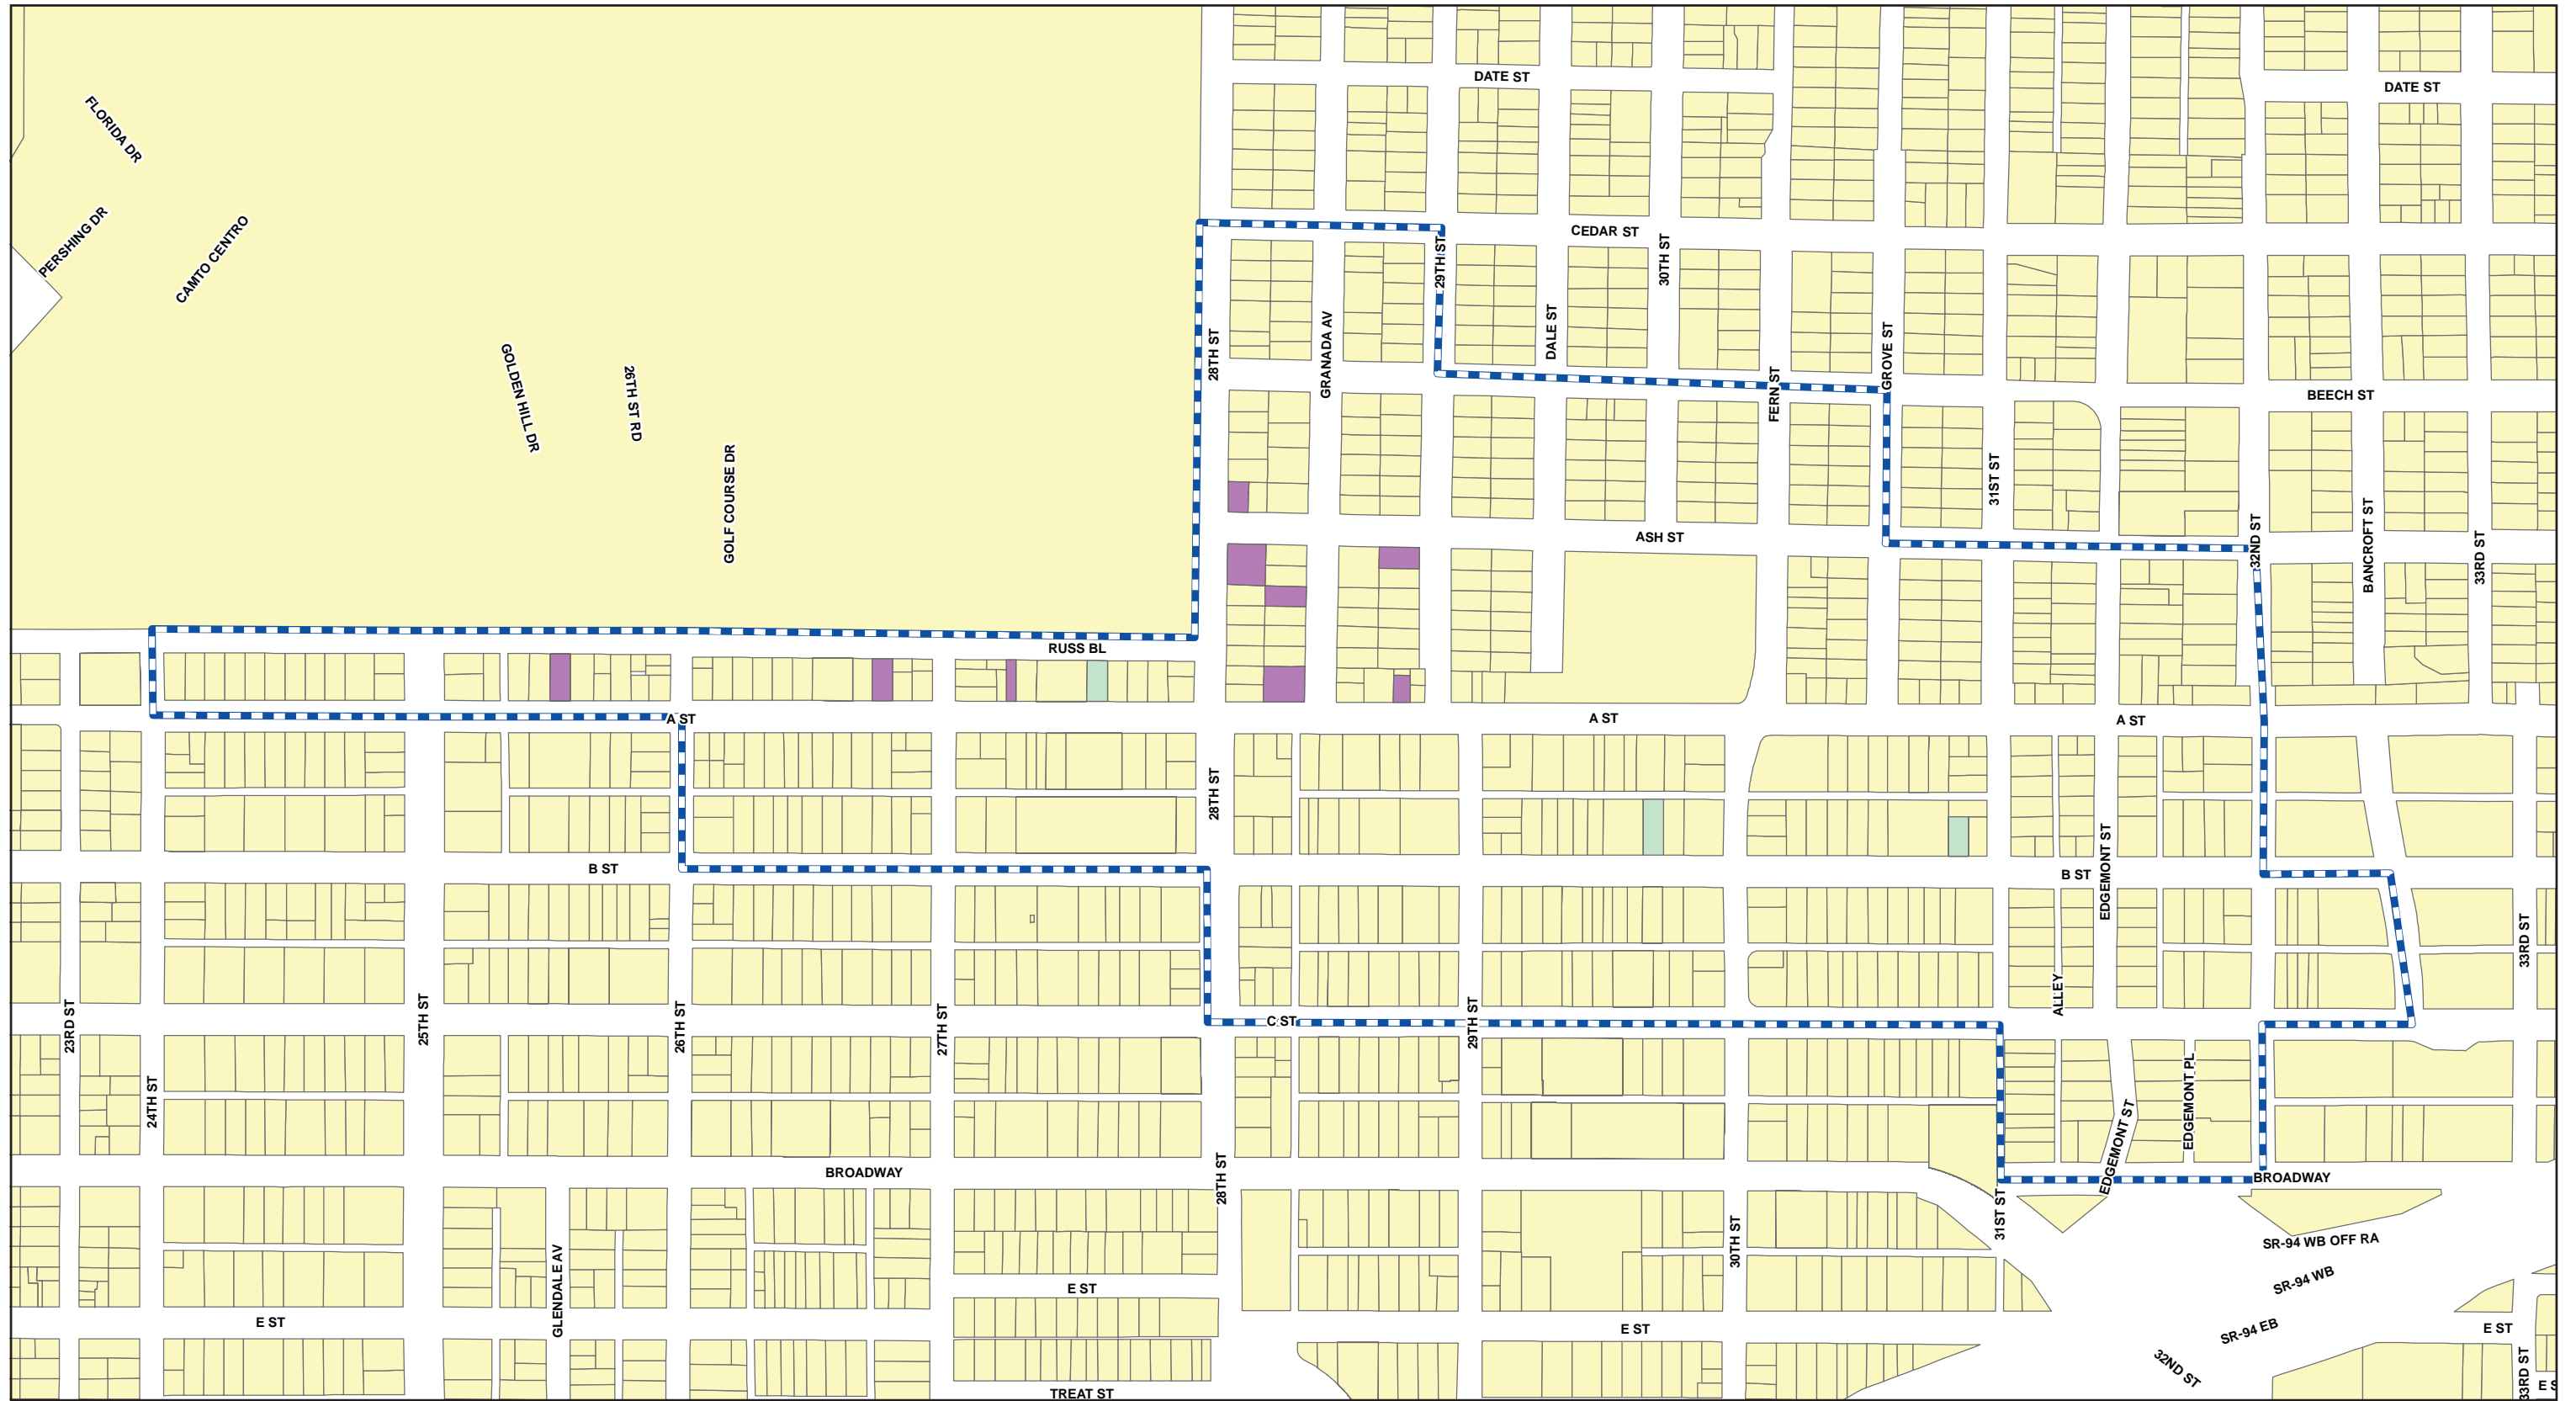 DATE ST
DATE ST
FLORIDA DR
PERSHING DR
CAMTO CENTRO
CEDAR ST
29TH ST
30TH ST
GOLDEN HILL DR
26TH ST RD
GOLF COURSE DR
28TH ST
GRANADA AV
DALE ST
FERN ST
GROVE ST
BEECH ST
31ST ST
ASH ST
32ND ST
BANCROFT ST
33RD ST
RUSS BL
A ST
A ST
A ST
28TH ST
EDGEMONT ST
B ST
B ST
33RD ST
ALLEY
23RD ST
25TH ST
26TH ST
27TH ST
C ST
29TH ST
24TH ST
EDGEMONT PL
EDGEMONT ST
BROADWAY
28TH ST
BROADWAY
31ST ST
30TH ST
SR-94 WB OFF RA
SR-94 WB
GLENDALE AV
E ST
E ST
E ST
SR-94 EB
E ST
32ND ST
33RD ST
TREAT ST
E S